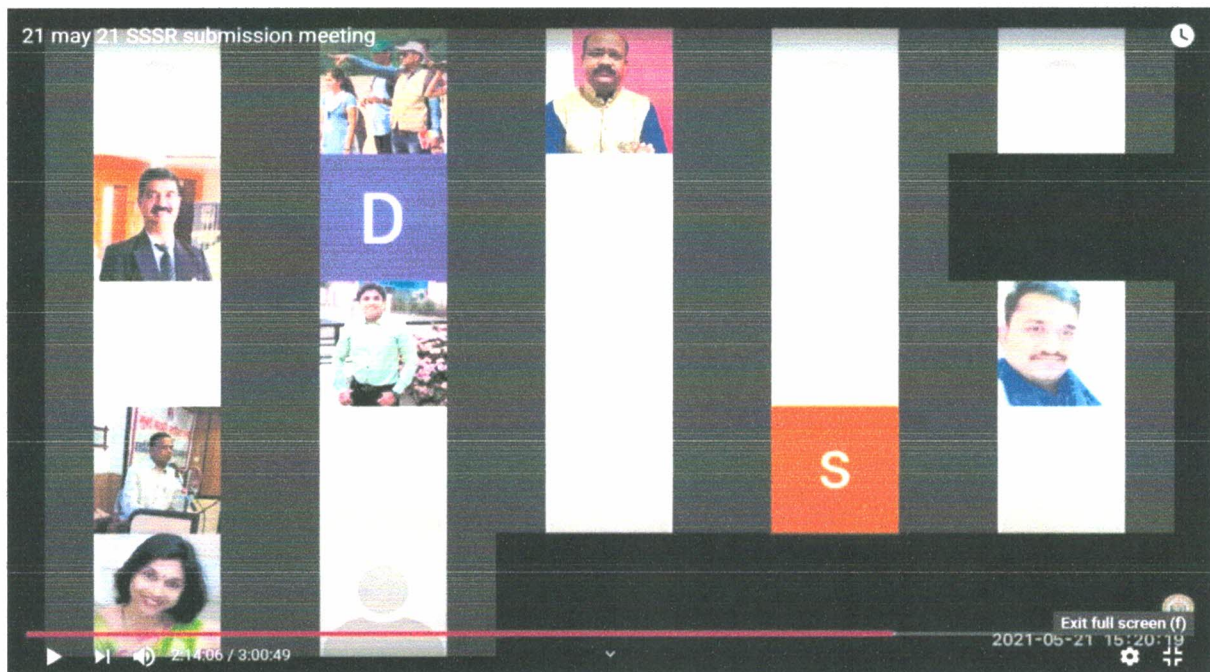 21 may 21 SSSR submission meeting
D
S
Exit full screen (f)
2021-05-21 15:20:19
2:14:06 / 3:00:49